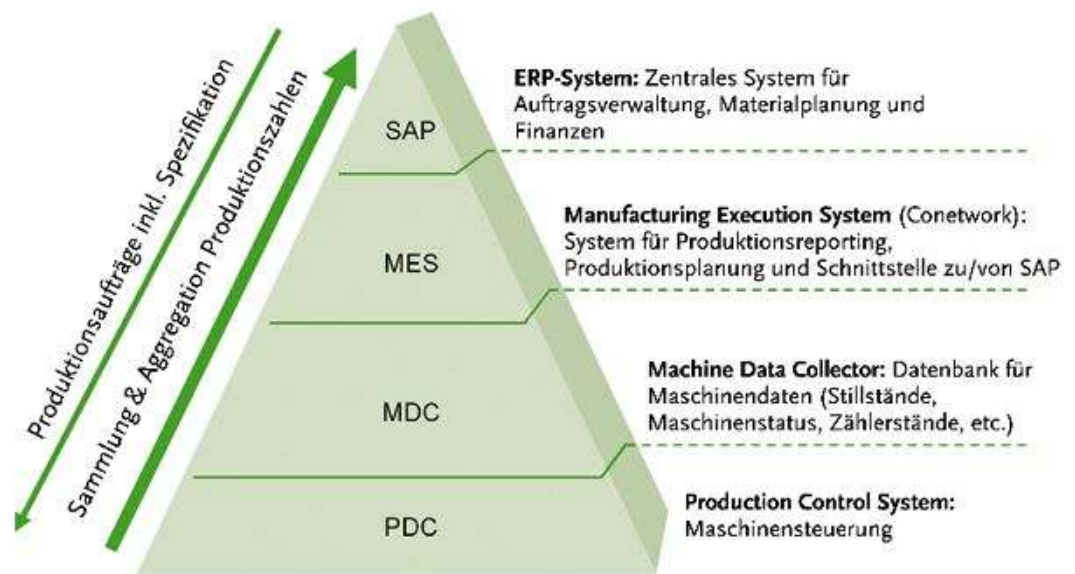 Produktionsaufträge inkl. Spezifikation
Sammlung & Aggregation Produktionszahlen
SAP
ERP-System: Zentrales System für
Auftragsverwaltung, Materialplanung und
Finanzen
MES
Manufacturing Execution System (Conetwork):
System für Produktionsreporting,
Produktionsplanung und Schnittstelle zu/von SAP
MDC
Machine Data Collector: Datenbank für
Maschinendaten (Stillstände,
Maschinenstatus, Zählerstände, etc.)
PDC
Production Control System:
Maschinensteuerung